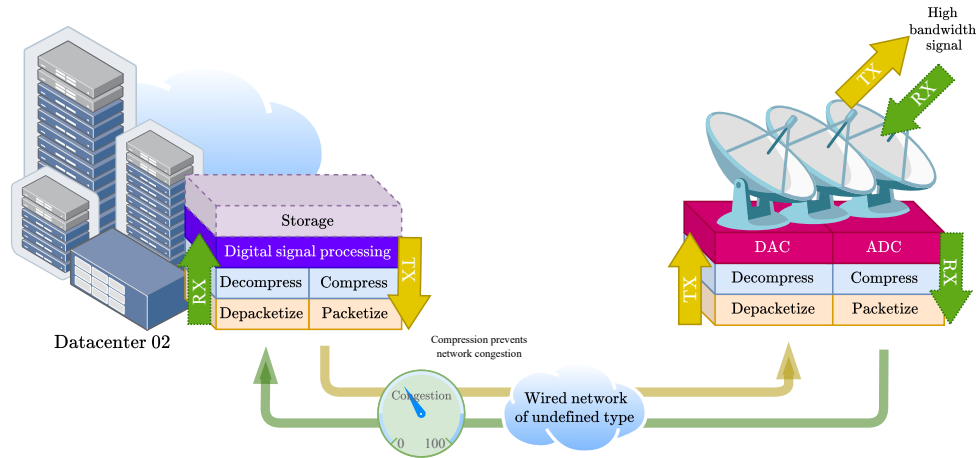 High
bandwidth
signal
TX
RX
Storage
Digital signal processing
RX
TX
Decompress
Compress
Depacketize
Packetize
Datacenter 02
DAC
ADC
TX
RX
Decompress
Compress
Depacketize
Packetize
Compression prevents
network congestion
Congestion
0
100
Wired network
of undefined type